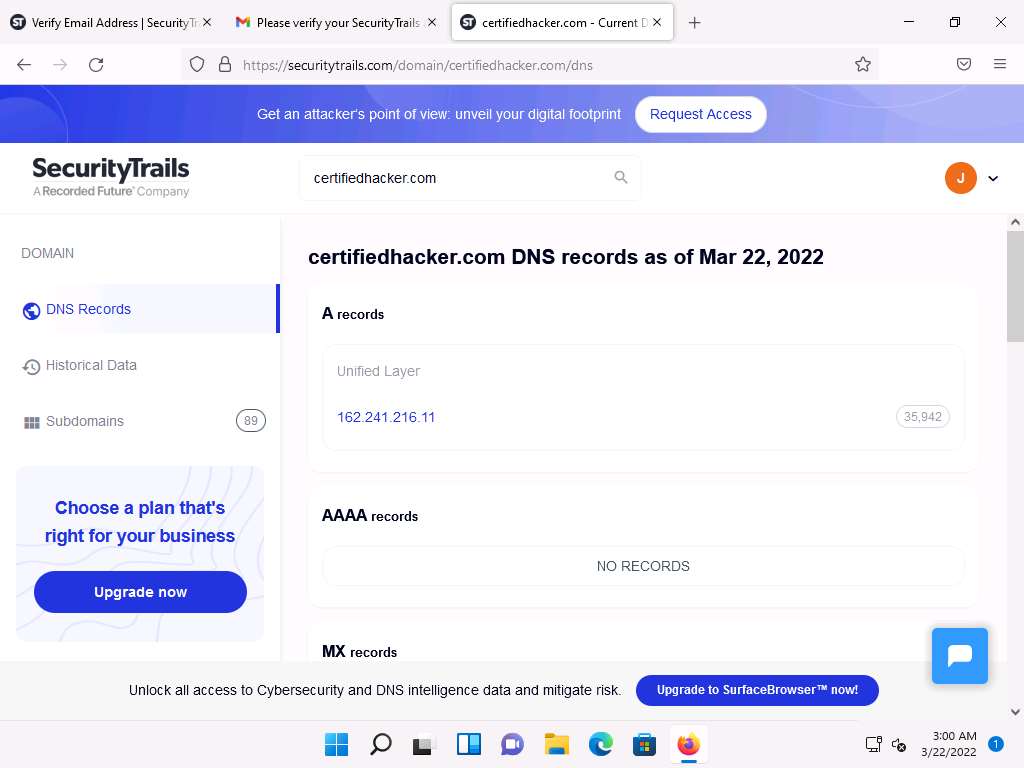 Verify Email Address | SecurityTr
Please verify your SecurityTrails
certifiedhacker.com - Current D
https://securitytrails.com/domain/certifiedhacker.com/dns
Get an attacker's point of view: unveil your digital footprint
Request Access
SecurityTrails
A Recorded Future Company
certifiedhacker.com
J
DOMAIN
DNS Records
Historical Data
Subdomains
89
Choose a plan that's
right for your business
Upgrade now
certifiedhacker.com DNS records as of Mar 22, 2022
A records
Unified Layer
162.241.216.11
35,942
AAAA records
NO RECORDS
MX records
Unlock all access to Cybersecurity and DNS intelligence data and mitigate risk.
Upgrade to SurfaceBrowser™ now!
3:00 AM
3/22/2022
1